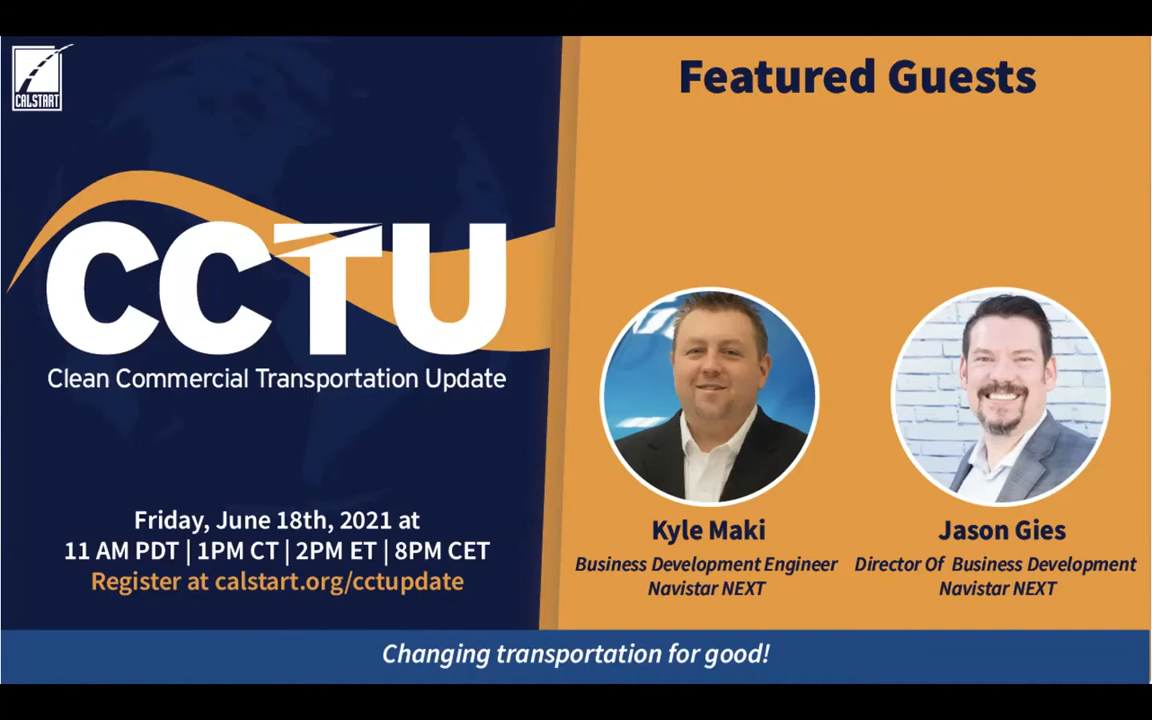 CALSTART
CCTU
Clean Commercial Transportation Update
Friday, June 18th, 2021 at
11 AM PDT | 1PM CT | 2PM ET | 8PM CET
Register at calstart.org/cctupdate
Featured Guests
Kyle Maki
Business Development Engineer
Navistar NEXT
Jason Gies
Director Of Business Development
Navistar NEXT
Changing transportation for good!